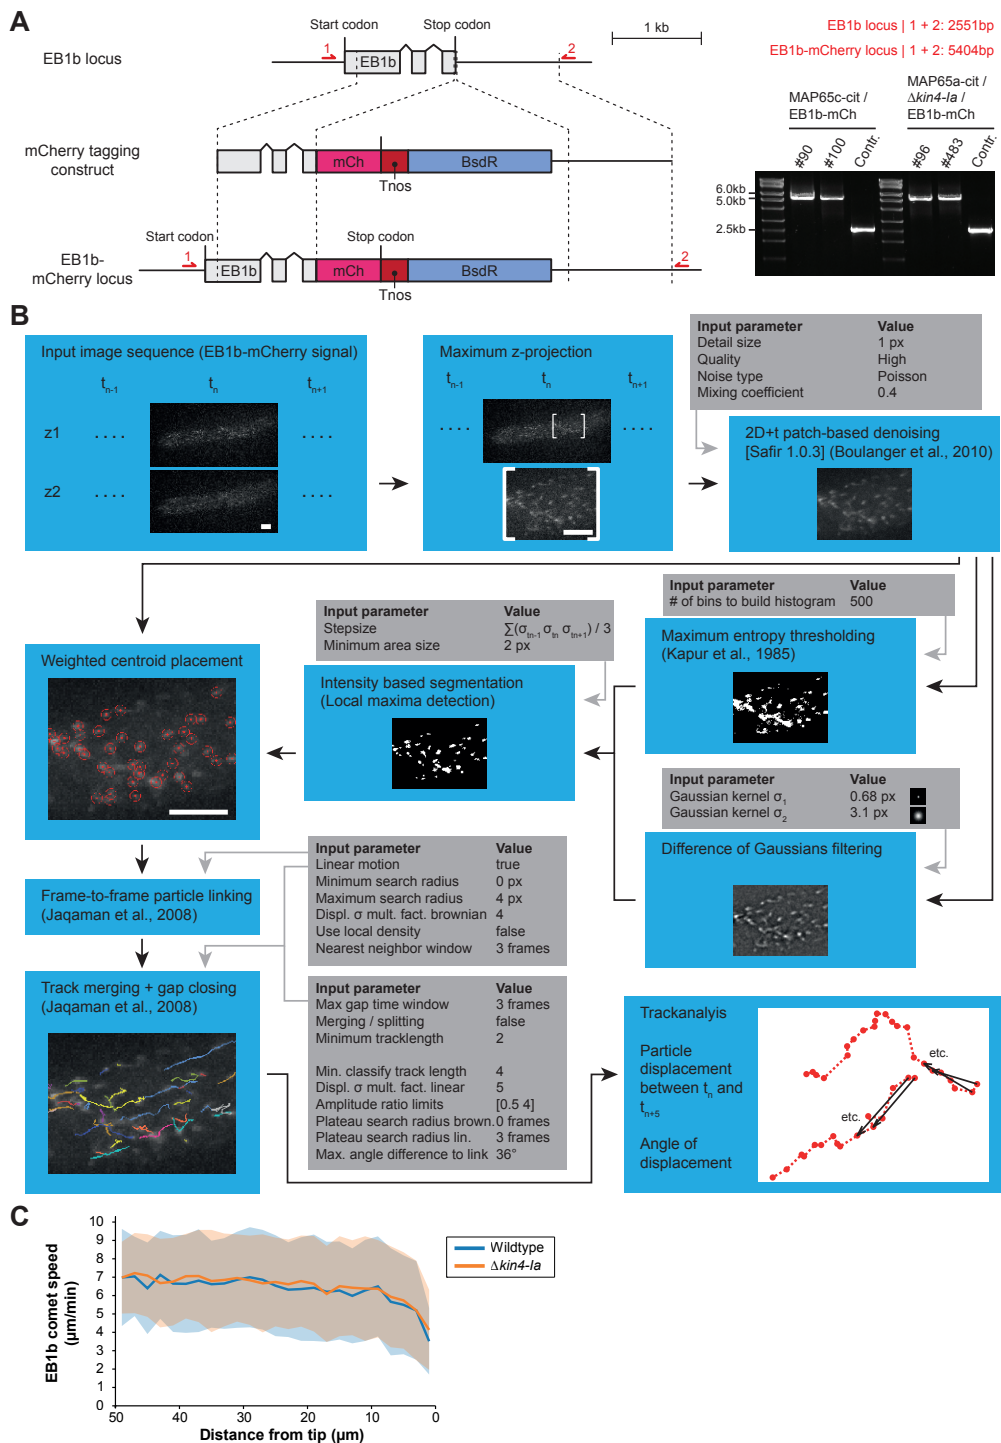 A
Start codon
Stop codon
1 kb
EB1b locus | 1 + 2: 2551bp
EB1b-mCherry locus | 1 + 2: 5404bp
EB1b locus
1
EB1b
2
MAP65c-cit /
EB1b-mCh
MAP65a-cit /
Δkin4-Ia /
EB1b-mCh
#90
#100
Contr.
#96
#483
Contr.
6.0kb
5.0kb
2.5kb
mCherry tagging
construct
mCh
BsdR
Tnos
Start codon
Stop codon
EB1b-
mCherry locus
1
EB1b
mCh
BsdR
2
Tnos
B
Input image sequence (EB1b-mCherry signal)
tn-1
tn
tn+1
z1
. . . .
. . . .
z2
. . . .
. . . .
Maximum z-projection
tn-1
tn
tn+1
. . . .
. . . .
Input parameter Value
Detail size 1 px
Quality High
Noise type Poisson
Mixing coefficient 0.4
2D+t patch-based denoising
[Safir 1.0.3] (Boulanger et al., 2010)
Input parameter Value
# of bins to build histogram 500
Maximum entropy thresholding
(Kapur et al., 1985)
Input parameter Value
Stepsize ∑(σtn-1 σtn σtn+1) / 3
Minimum area size 2 px
Intensity based segmentation
(Local maxima detection)
Weighted centroid placement
Input parameter Value
Gaussian kernel σ1 0.68 px
Gaussian kernel σ2 3.1 px
Difference of Gaussians filtering
Input parameter Value
Linear motion true
Minimum search radius 0 px
Maximum search radius 4 px
Displ. σ mult. fact. brownian 4
Use local density false
Nearest neighbor window 3 frames
Frame-to-frame particle linking
(Jaqaman et al., 2008)
Track merging + gap closing
(Jaqaman et al., 2008)
Input parameter Value
Max gap time window 3 frames
Merging / splitting false
Minimum tracklength 2
Min. classify track length 4
Displ. σ mult. fact. linear 5
Amplitude ratio limits [0.5 4]
Plateau search radius brown. 0 frames
Plateau search radius lin. 3 frames
Max. angle difference to link 36°
Trackanalyis
Particle
displacement
between tn and
tn+5
Angle of
displacement
etc.
etc.
C
EB1b comet speed
(µm/min)
10
9
8
7
6
5
4
3
2
1
0
50
40
30
20
10
0
Distance from tip (µm)
Wildtype
Δkin4-Ia